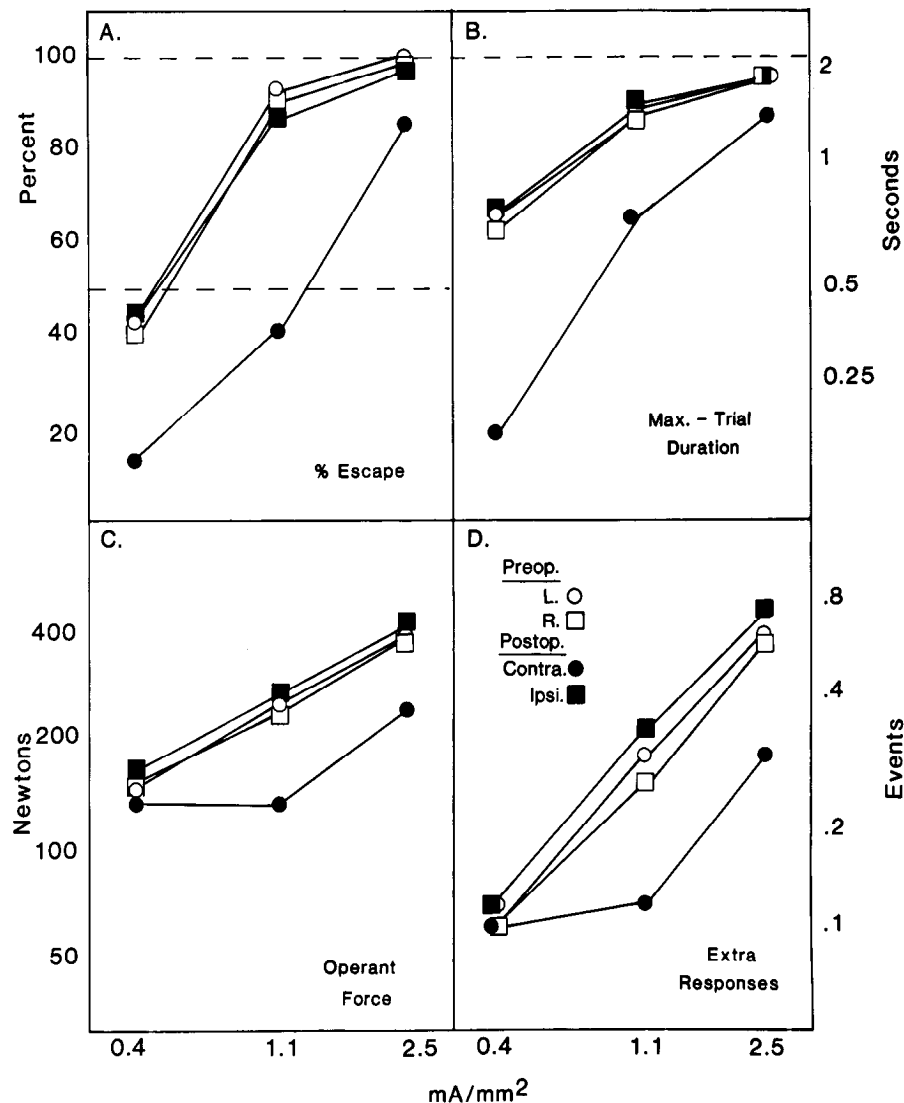 A.
100
80
60
40
20
Percent
% Escape
B.
2
1
0.5
0.25
Seconds
Max. – Trial
Duration
C.
400
200
100
50
Newtons
Operant
Force
D.
Preop.
L.
R.
Postop.
Contra.
Ipsi.
.8
.4
.2
.1
Events
Extra
Responses
0.4 1.1 2.5
0.4 1.1 2.5
mA/mm²